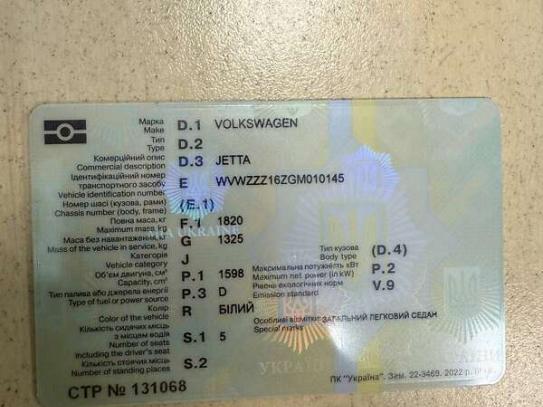 Марка
Make D.1 VOLKSWAGEN
Тип
Type D.2
Комерційний опис
Commercial description D.3 JETTA
Ідентифікаційний номер
транспортного засобу E WVWZZZ16ZGM010145
Vehicle identification number
Номер шасі (кузова, рами) (E.1)
Chassis number (body, frame)
Повна маса, кг F.1 1820
Maximum mass, kg
Маса без навантаження, кг G 1325
Mass of the vehicle in service, kg
Категорія J
Vehicle category
Об'єм двигуна, см³ P.1 1598
Capacity, cm³
Тип палива або джерела енергії P.3 D
Type of fuel or power source
Колір R БІЛИЙ
Color of the vehicle
Кількість сидячих місць
з місцем водія S.1 5
Number of seats
including the driver's seat
Кількість стоячих місць S.2
Number of standing places
Тип кузова (D.4)
Body type
Максимальна потужність кВт P.2
Maximum net power (in kW)
Рівень екологічних норм V.9
Emission standard
Особливі відмітки ЗАГАЛЬНИЙ ЛЕГКОВИЙ СЕДАН
Special marks
UKRAINE
УКРАЇНИ
СТР № 131068
ПК "Україна". Зам. 22-3469. 2022 р.